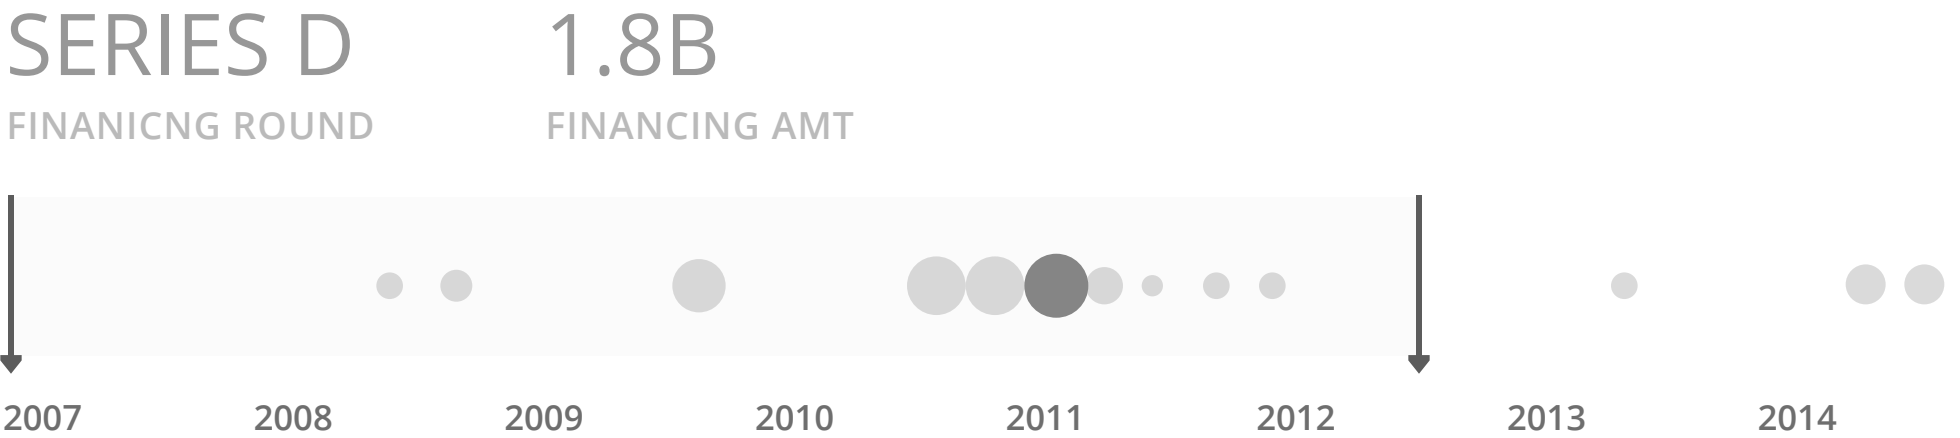 SERIES D 1.8B
FINANICNG ROUND FINANCING AMT
2007 2008 2009 2010 2011 2012 2013 2014